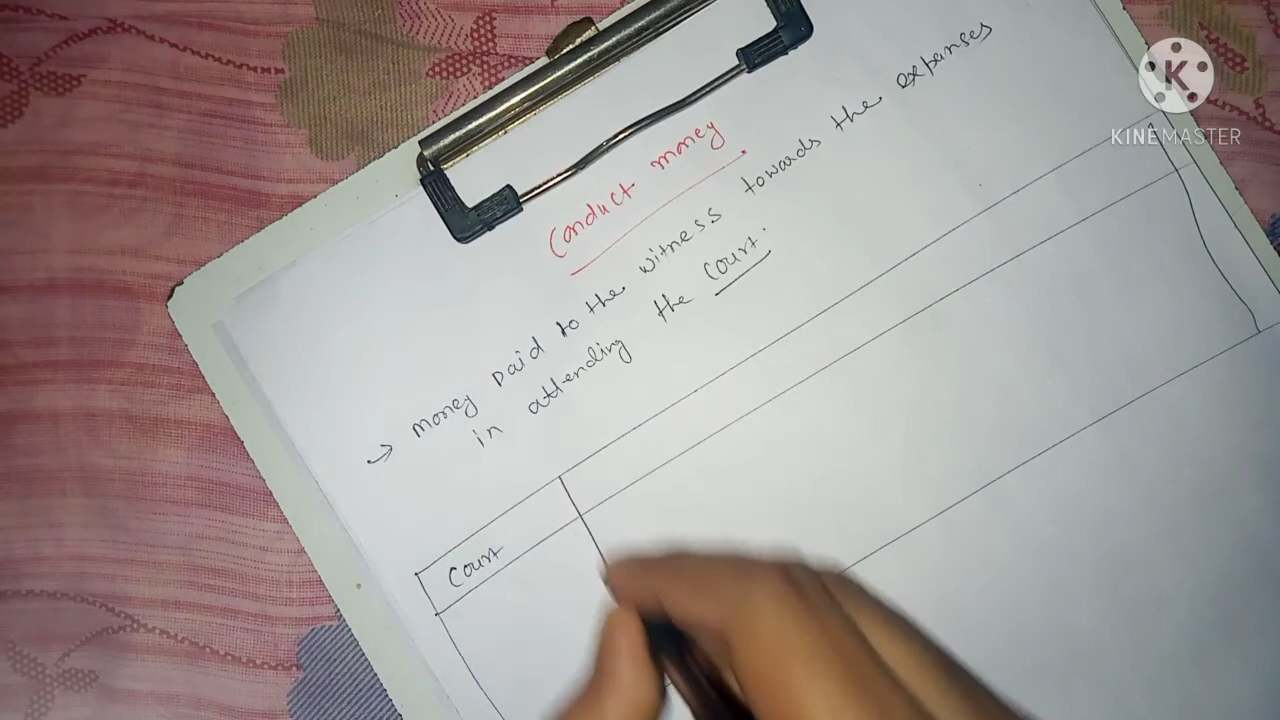 Conduct money
→ money paid to the witness towards the expenses
in attending the Court.
Court
KINEMASTER